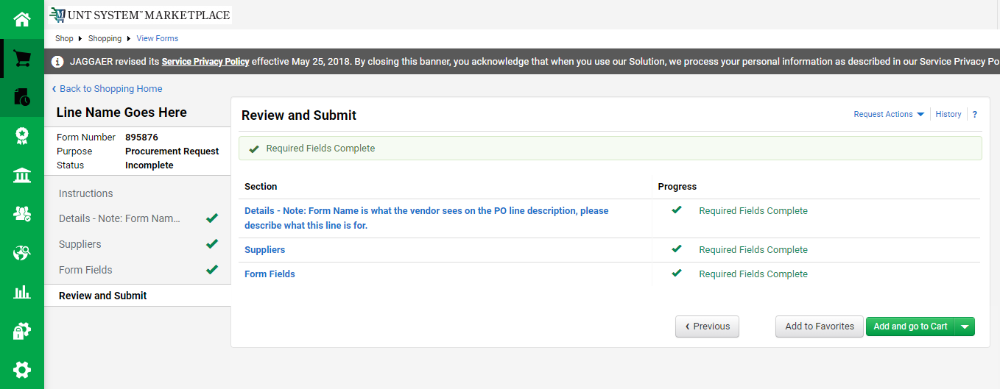 UNT SYSTEM™ MARKETPLACE
Shop Shopping View Forms
JAGGAER revised its Service Privacy Policy effective May 25, 2018. By closing this banner, you acknowledge that when you use our Solution, we process your personal information as described in our Service Privacy Po
Back to Shopping Home
Line Name Goes Here
Form Number 895876
Purpose Procurement Request
Status Incomplete
Instructions
Details - Note: Form Nam...
Suppliers
Form Fields
Review and Submit
Review and Submit
Request Actions History ?
Required Fields Complete
Section Progress
Details - Note: Form Name is what the vendor sees on the PO line description, please
describe what this line is for.
Required Fields Complete
Suppliers Required Fields Complete
Form Fields Required Fields Complete
Previous Add to Favorites Add and go to Cart